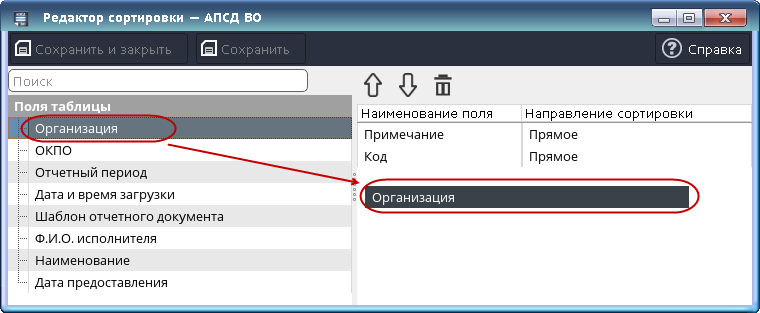 Редактор сортировки — АПСД ВО
Сохранить и закрыть Сохранить Справка
Поиск
Поля таблицы
Организация
ОКПО
Отчетный период
Дата и время загрузки
Шаблон отчетного документа
Ф.И.О. исполнителя
Наименование
Дата предоставления
Наименование поля Направление сортировки
Примечание Прямое
Код Прямое
Организация